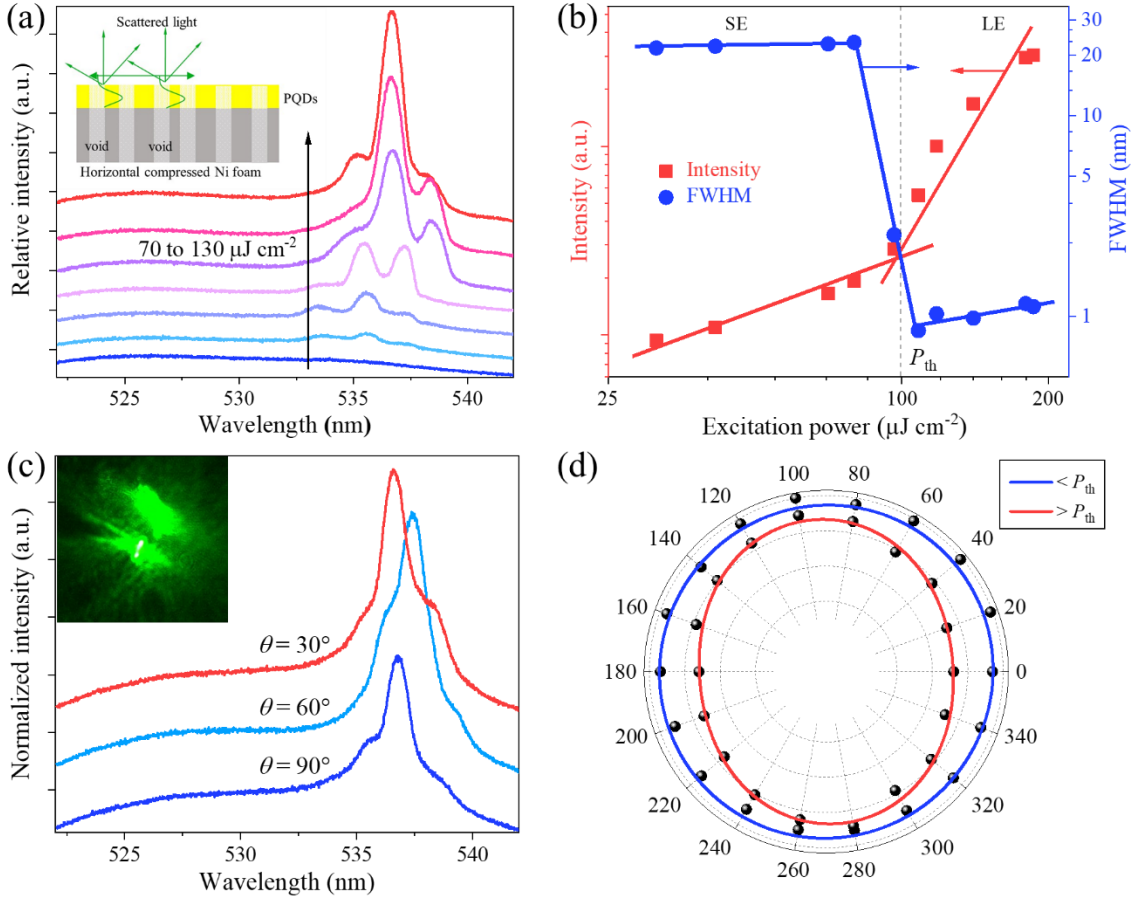 (a)
Scattered light
PQDs
void
void
Horizontal compressed Ni foam
70 to 130 μJ cm-2
Relative intensity (a.u.)
525
530
535
540
Wavelength (nm)
(b)
SE
LE
30
20
10
5
1
Intensity
FWHM
Pth
Intensity (a.u.)
FWHM (nm)
25
100
200
Excitation power (μJ cm-2)
(c)
θ = 30°
θ = 60°
θ = 90°
Normalized intensity (a.u.)
525
530
535
540
Wavelength (nm)
(d)
< Pth
> Pth
0
20
40
60
80
100
120
140
160
180
200
220
240
260
280
300
320
340